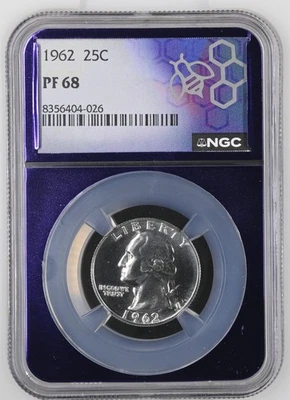 1962 25C
PF 68
8356404-026
NGC
LIBERTY
IN GOD WE
TRUST
1962